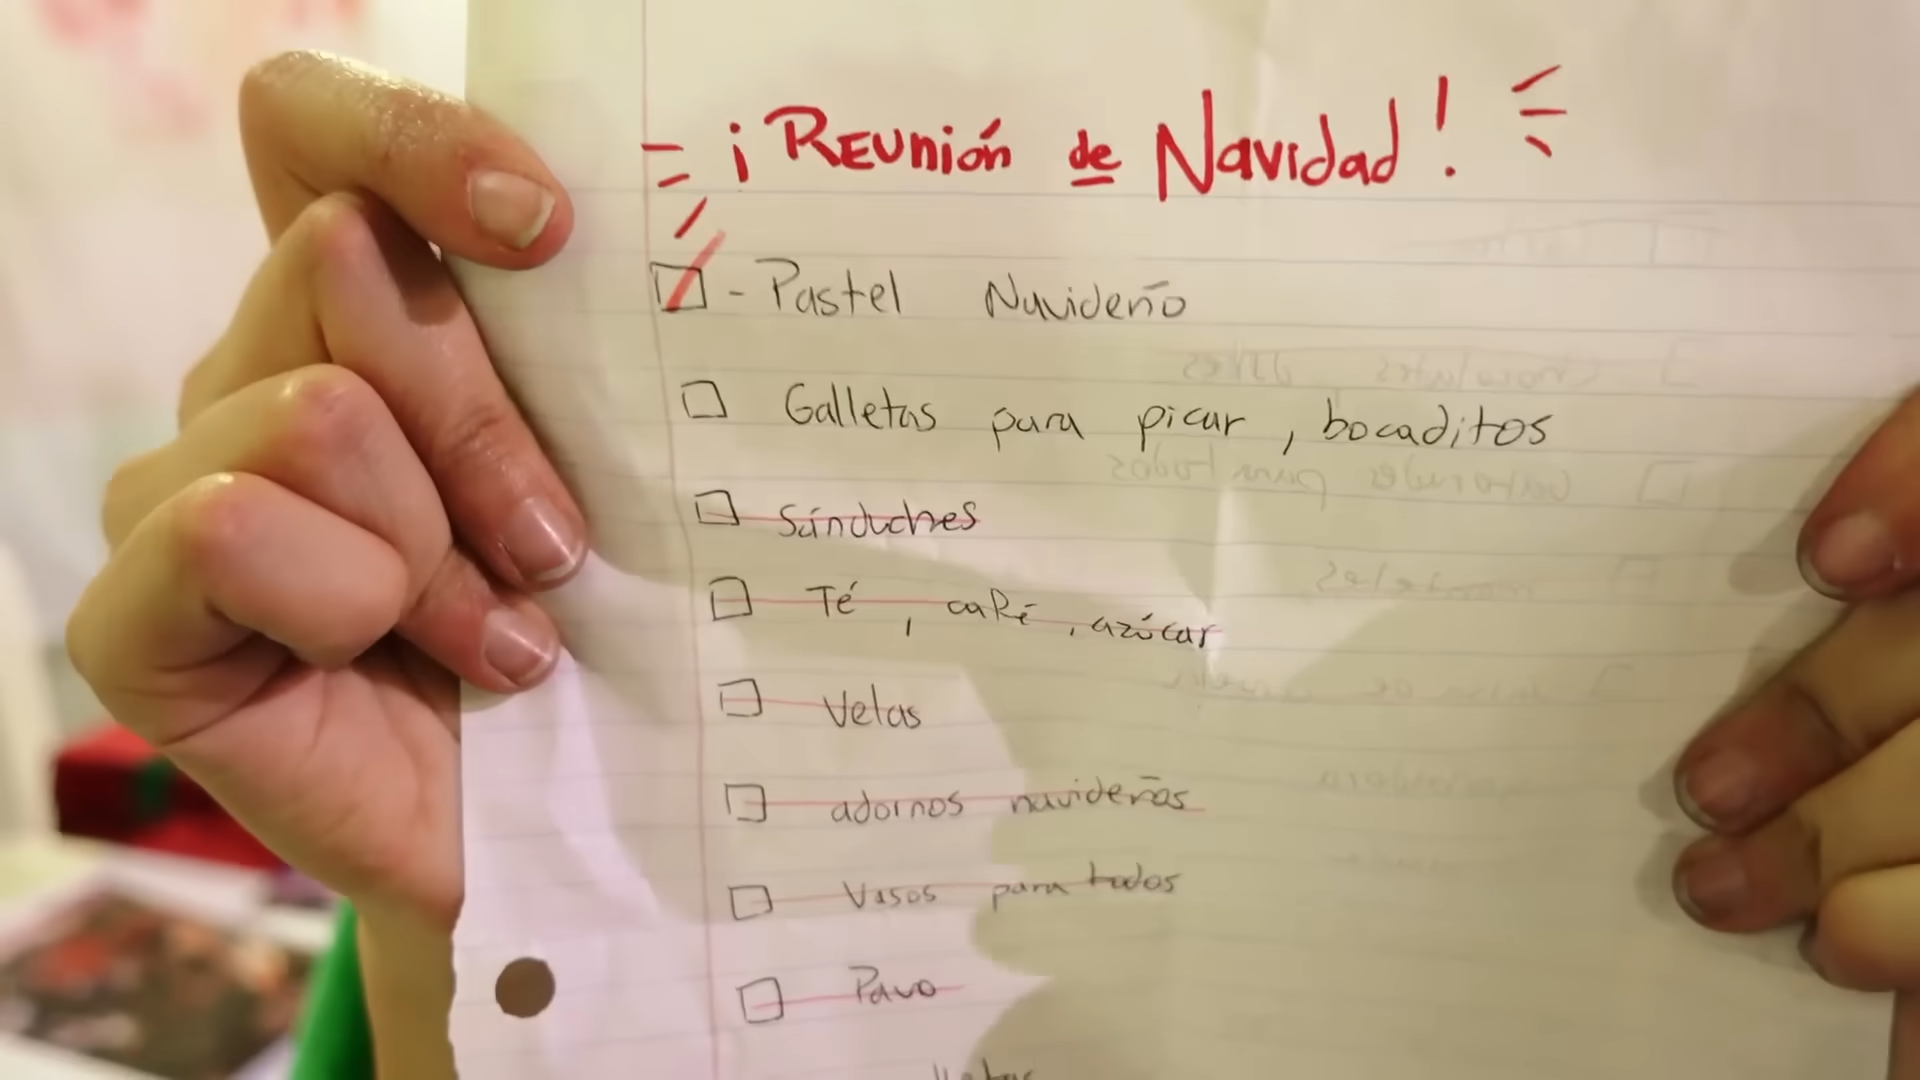 ¡REUNIÓN de Navidad!
- Pastel Navideño
Galletas para picar, bocaditos
Sánduches
Té, café, azúcar
Velas
adornos navideños
Vasos para todos
Pavo